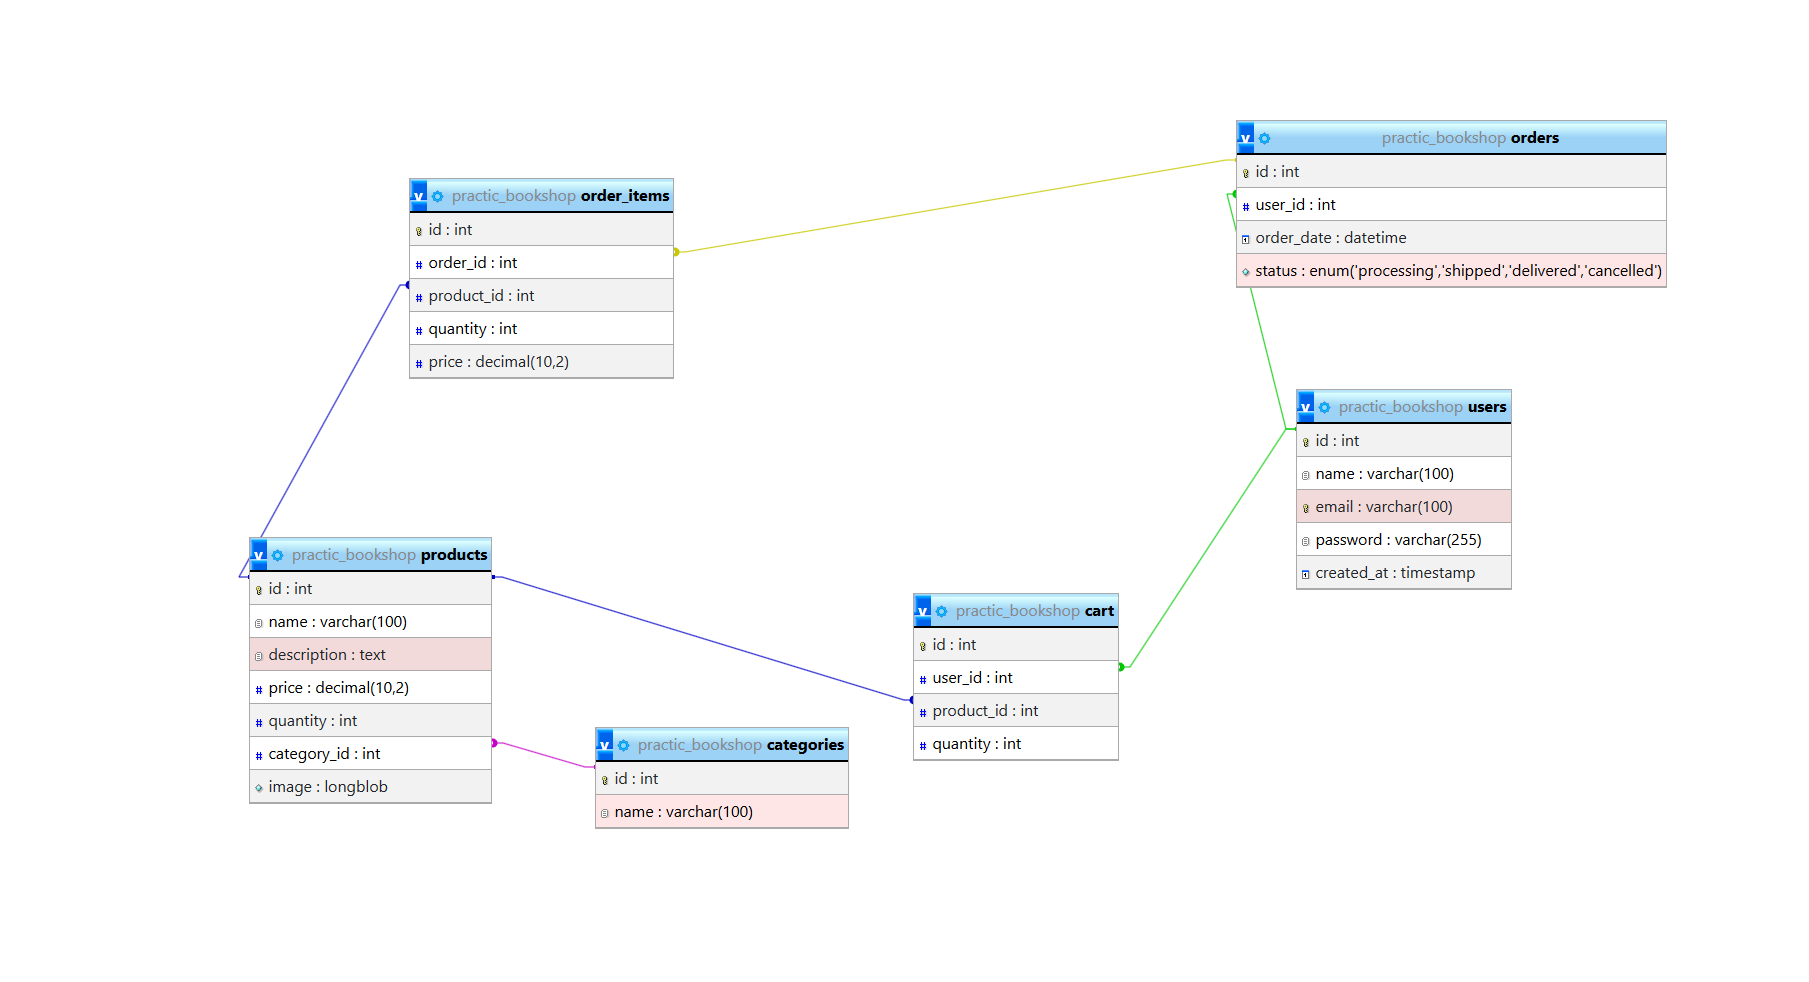 practic_bookshop orders
id : int
user_id : int
order_date : datetime
status : enum('processing','shipped','delivered','cancelled')
practic_bookshop order_items
id : int
order_id : int
product_id : int
quantity : int
price : decimal(10,2)
practic_bookshop users
id : int
name : varchar(100)
email : varchar(100)
password : varchar(255)
created_at : timestamp
practic_bookshop products
id : int
name : varchar(100)
description : text
price : decimal(10,2)
quantity : int
category_id : int
image : longblob
practic_bookshop cart
id : int
user_id : int
product_id : int
quantity : int
practic_bookshop categories
id : int
name : varchar(100)